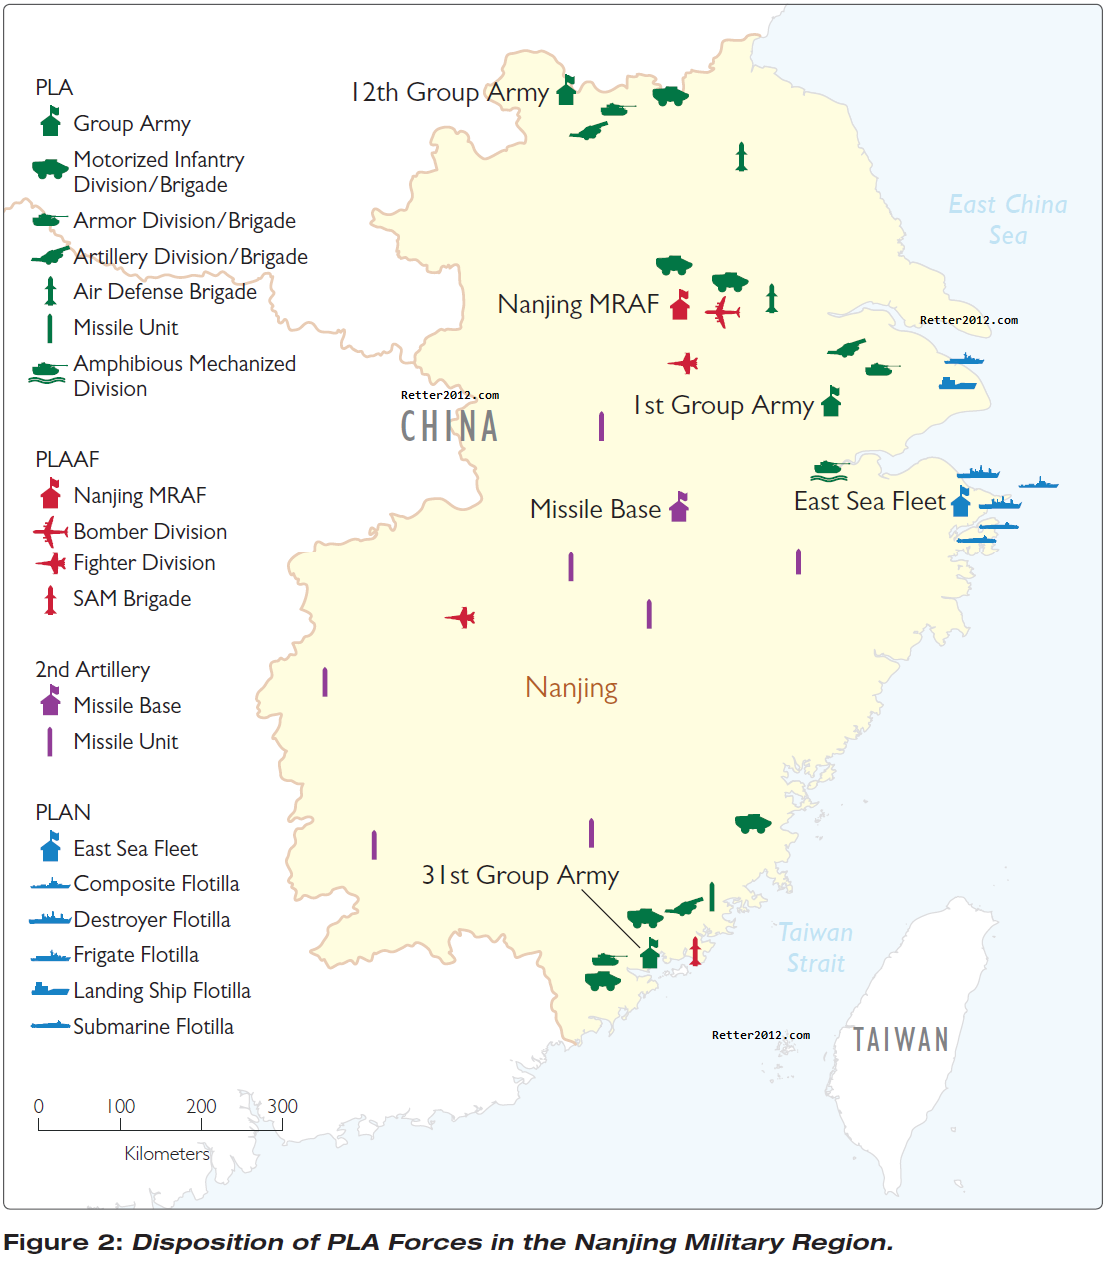 12th Group Army
PLA
Group Army
Motorized Infantry
Division/Brigade
Armor Division/Brigade
Artillery Division/Brigade
Air Defense Brigade
Missile Unit
Amphibious Mechanized
Division
PLAAF
Nanjing MRAF
Bomber Division
Fighter Division
SAM Brigade
2nd Artillery
Missile Base
Missile Unit
PLAN
East Sea Fleet
Composite Flotilla
Destroyer Flotilla
Frigate Flotilla
Landing Ship Flotilla
Submarine Flotilla
0 100 200 300
Kilometers
East China
Sea
Nanjing MRAF
Retter2012.com
Retter2012.com
CHINA
1st Group Army
Missile Base
East Sea Fleet
Nanjing
31st Group Army
Taiwan
Strait
Retter2012.com
TAIWAN
Figure 2: Disposition of PLA Forces in the Nanjing Military Region.